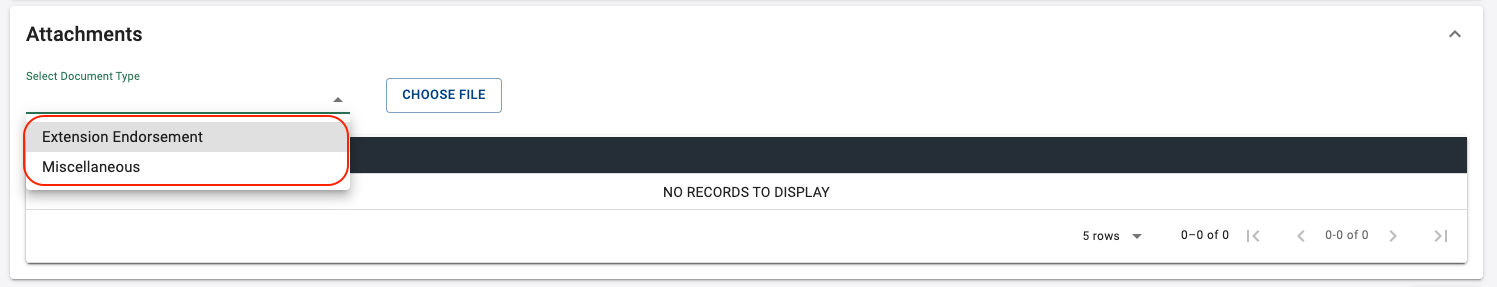 Attachments
Select Document Type
CHOOSE FILE
Extension Endorsement
Miscellaneous
NO RECORDS TO DISPLAY
5 rows 0–0 of 0 0-0 of 0